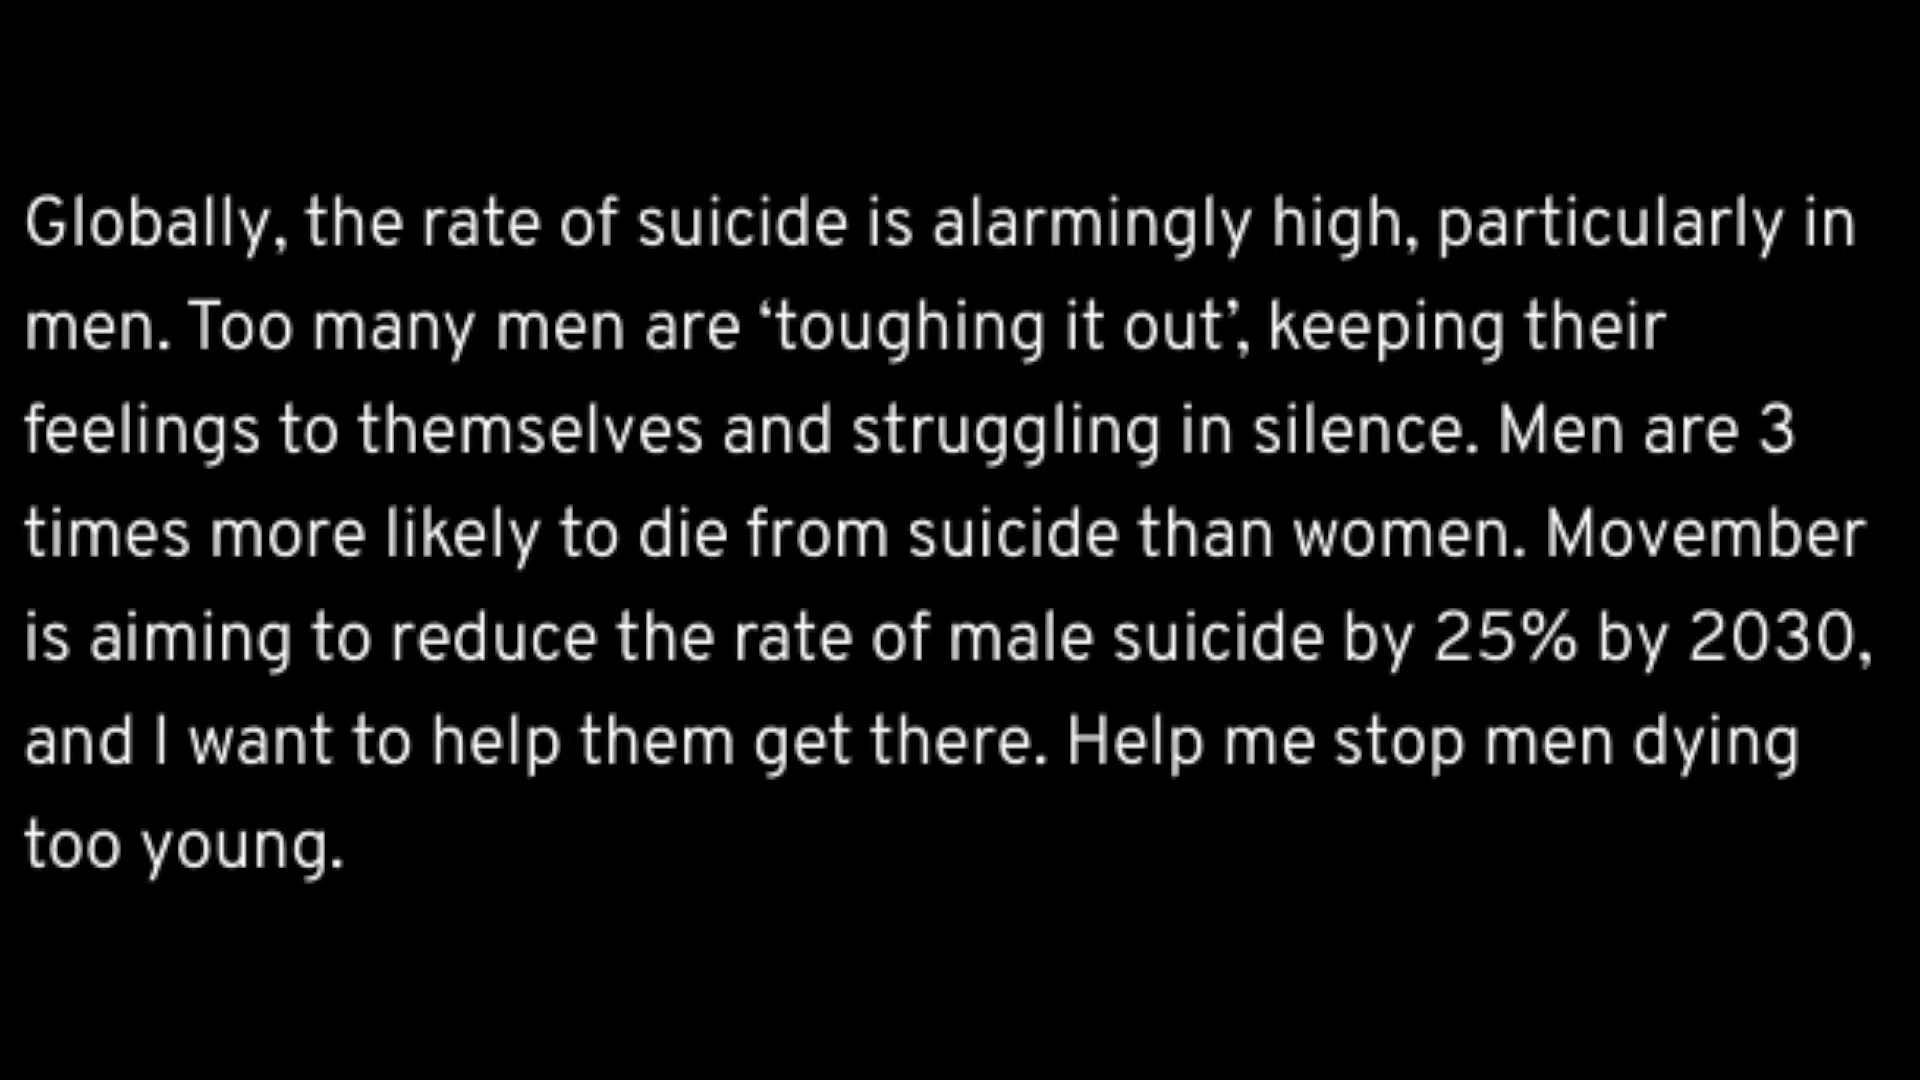 Globally, the rate of suicide is alarmingly high, particularly in
men. Too many men are ‘toughing it out’, keeping their
feelings to themselves and struggling in silence. Men are 3
times more likely to die from suicide than women. Movember
is aiming to reduce the rate of male suicide by 25% by 2030,
and I want to help them get there. Help me stop men dying
too young.